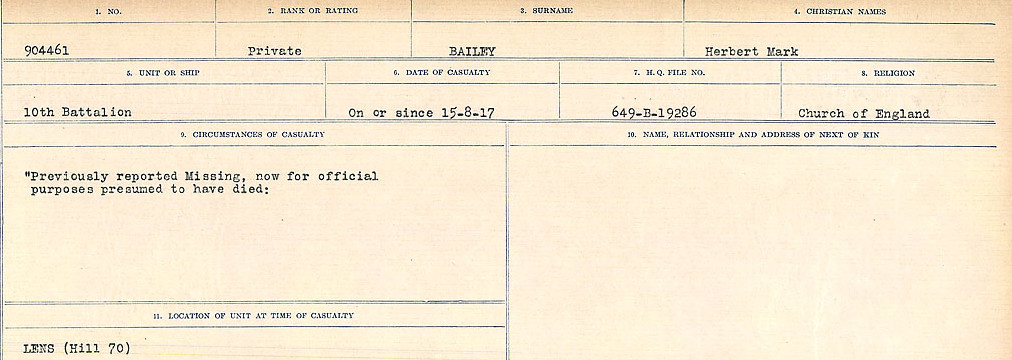 1. NO.
2. RANK OR RATING
3. SURNAME
4. CHRISTIAN NAMES
904461
Private
BAILEY
Herbert Mark
5. UNIT OR SHIP
6. DATE OF CASUALTY
7. H.Q. FILE NO.
8. RELIGION
10th Battalion
On or since 15-8-17
649-B-19286
Church of England
9. CIRCUMSTANCES OF CASUALTY
10. NAME, RELATIONSHIP AND ADDRESS OF NEXT OF KIN
"Previously reported Missing, now for official
purposes presumed to have died:
11. LOCATION OF UNIT AT TIME OF CASUALTY
LENS (Hill 70)